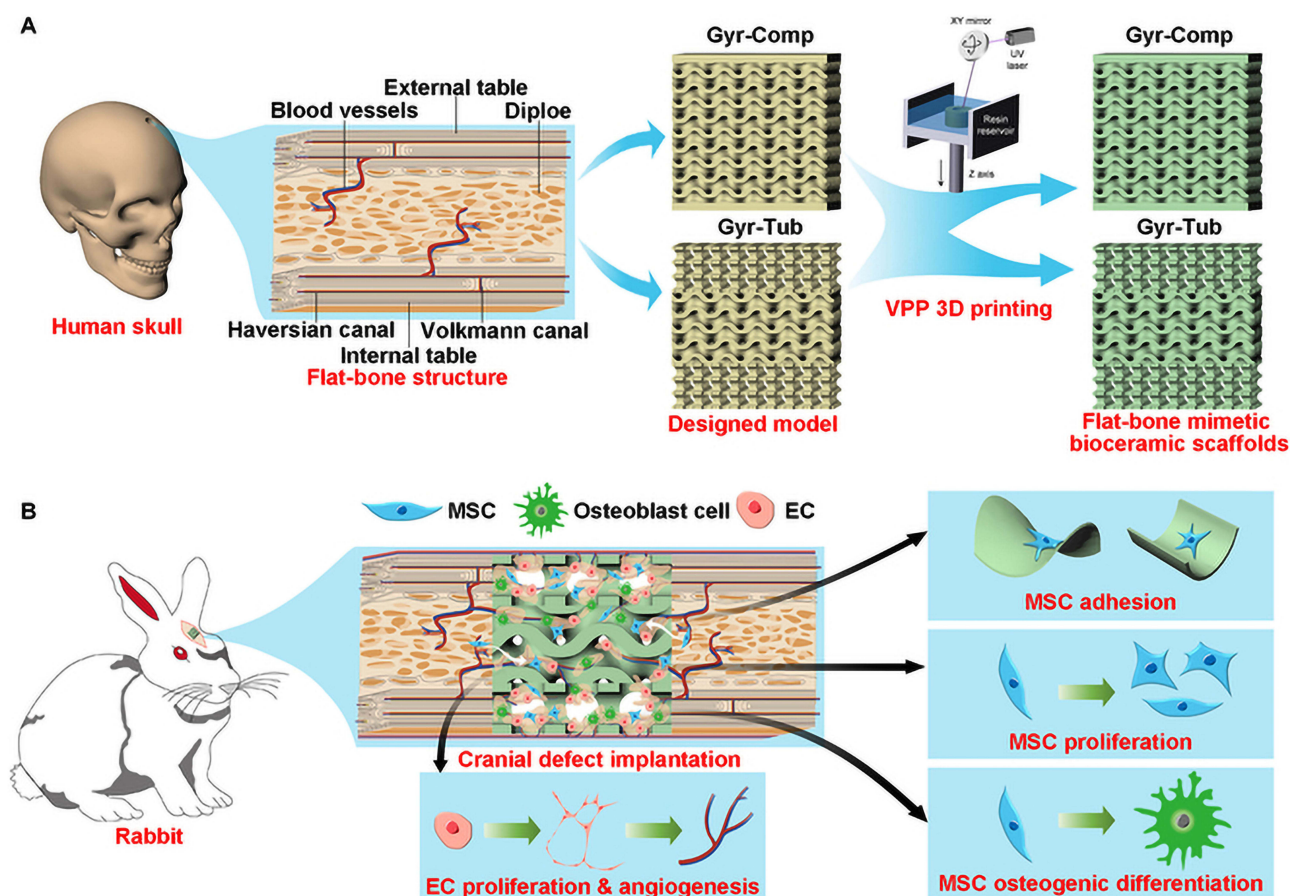 A
Gyr-Comp
XY mirror
UV
laser
Gyr-Comp
External table
Blood vessels
Diploe
Resin
reservoir
Z axis
Gyr-Tub
Gyr-Tub
Human skull
Haversian canal
Volkmann canal
Internal table
Flat-bone structure
VPP 3D printing
Designed model
Flat-bone mimetic
bioceramic scaffolds
B
MSC
Osteoblast cell
EC
MSC adhesion
MSC proliferation
Cranial defect implantation
Rabbit
EC proliferation & angiogenesis
MSC osteogenic differentiation